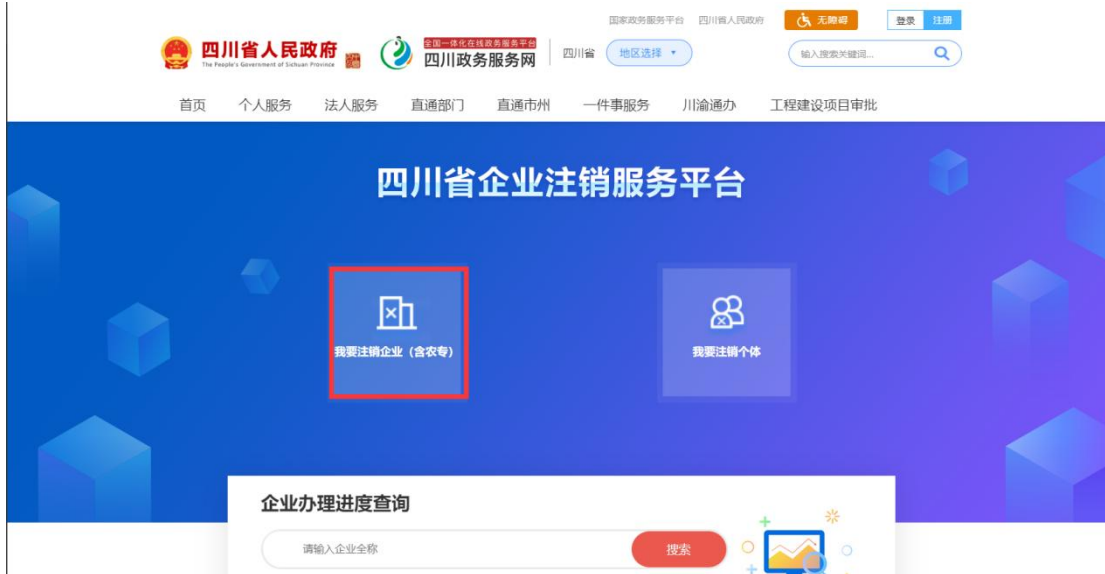 国家政务服务平台 四川省人民政府 无障碍 登录 注册
四川省人民政府
The People's Government of Sichuan Province
全国一体化在线政务服务平台
四川政务服务网
四川省 地区选择
输入搜索关键词...
首页 个人服务 法人服务 直通部门 直通市州 一件事服务 川渝通办 工程建设项目审批
四川省企业注销服务平台
我要注销企业（含农专） 我要注销个体
企业办理进度查询
请输入企业全称 搜索